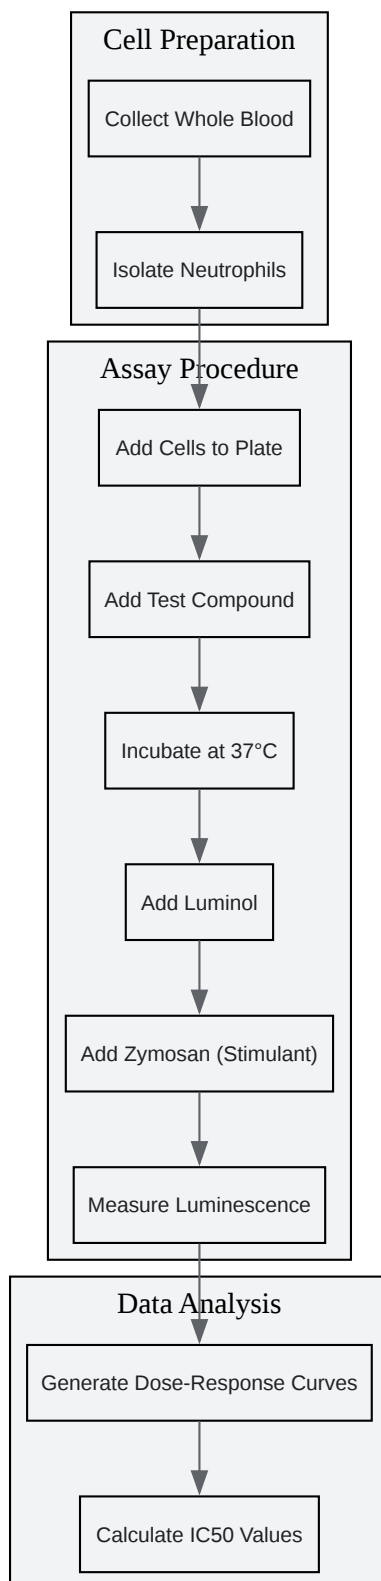 Cell Preparation
Collect Whole Blood
Isolate Neutrophils
Assay Procedure
Add Cells to Plate
Add Test Compound
Incubate at 37°C
Add Luminol
Add Zymosan (Stimulant)
Measure Luminescence
Data Analysis
Generate Dose-Response Curves
Calculate IC50 Values